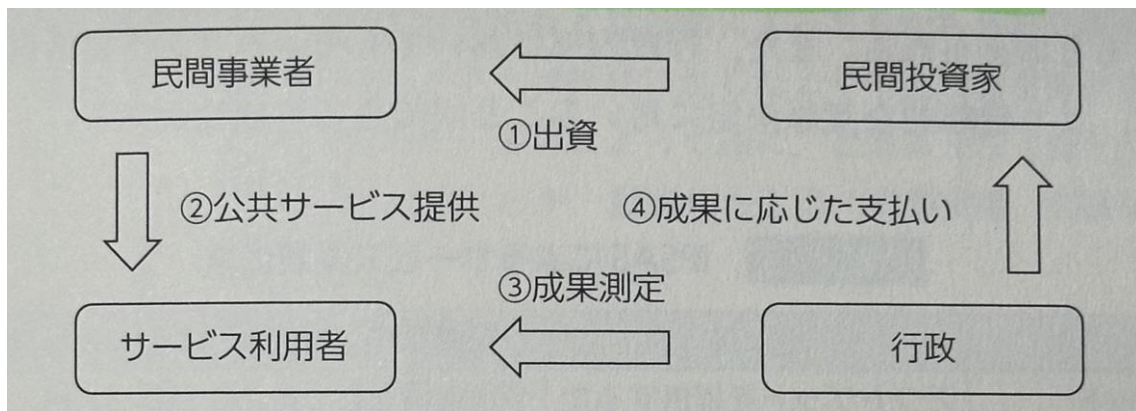 民間事業者
民間投資家
①出資
②公共サービス提供
④成果に応じた支払い
③成果測定
サービス利用者
行政